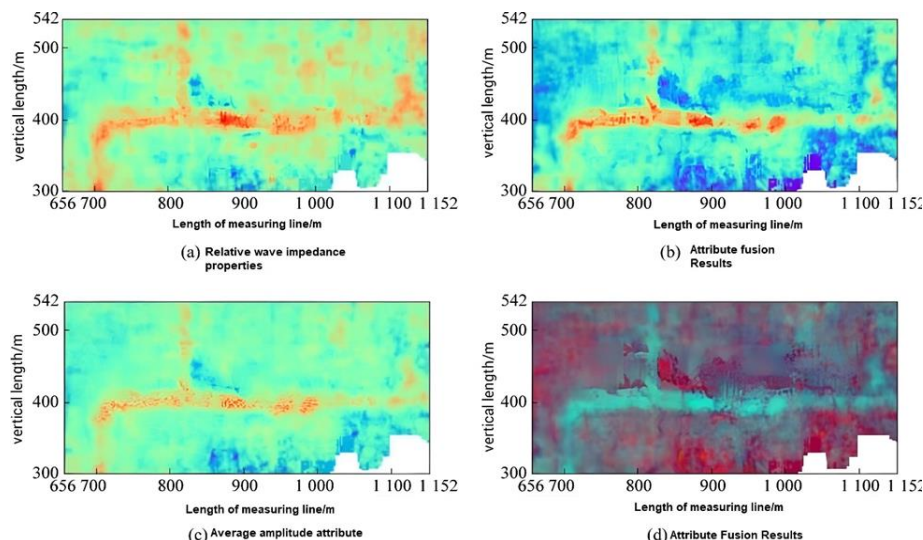 542
500
400
300
vertical length/m
656 700 800 900 1 000 1 100 1 152
Length of measuring line/m
(a) Relative wave impedance
properties
542
500
400
300
vertical length/m
656 700 800 900 1 000 1 100 1 152
Length of measuring line/m
(b) Attribute fusion
Results
542
500
400
300
vertical length/m
656 700 800 900 1 000 1 100 1 152
Length of measuring line/m
(c) Average amplitude attribute
542
500
400
300
vertical length/m
656 700 800 900 1 000 1 100 1 152
Length of measuring line/m
(d) Attribute Fusion Results